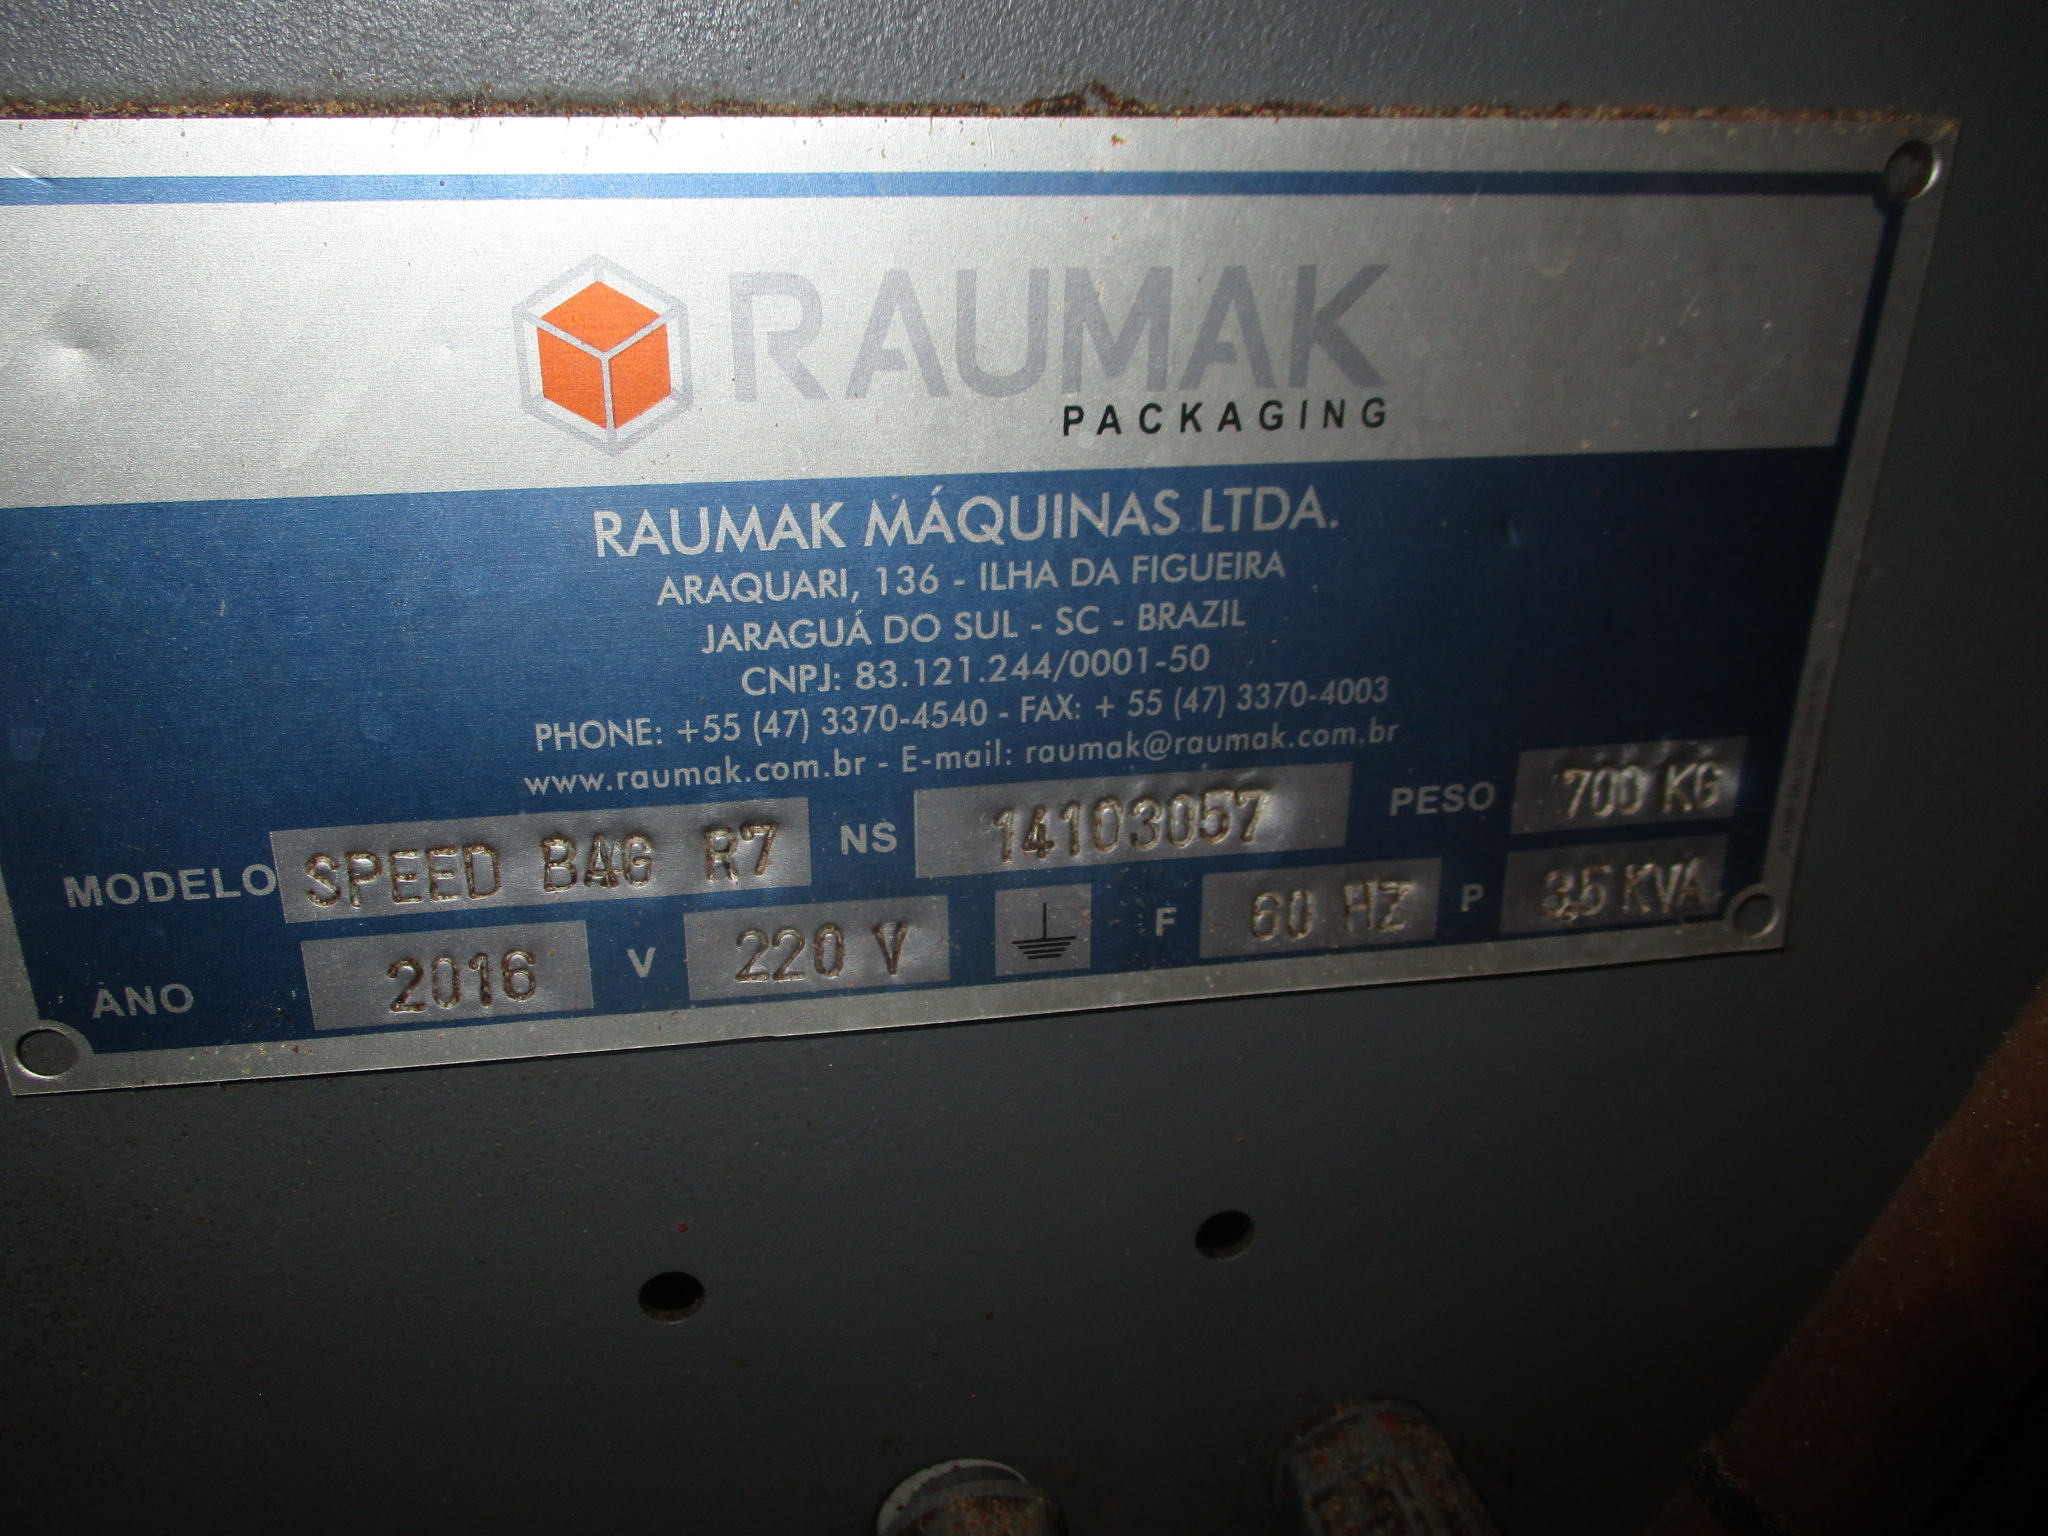 RAUMAK
PACKAGING
RAUMAK MÁQUINAS LTDA.
ARAQUARI, 136 - ILHA DA FIGUEIRA
JARAGUÁ DO SUL - SC - BRAZIL
CNPJ: 83.121.244/0001-50
PHONE: +55 (47) 3370-4540 - FAX: + 55 (47) 3370-4003
www.raumak.com.br - E-mail: raumak@raumak.com.br
MODELO SPEED BAG R7 NS 14103057 PESO 700 KG
ANO 2016 V 220 V F 60 HZ P 3,5 KVA